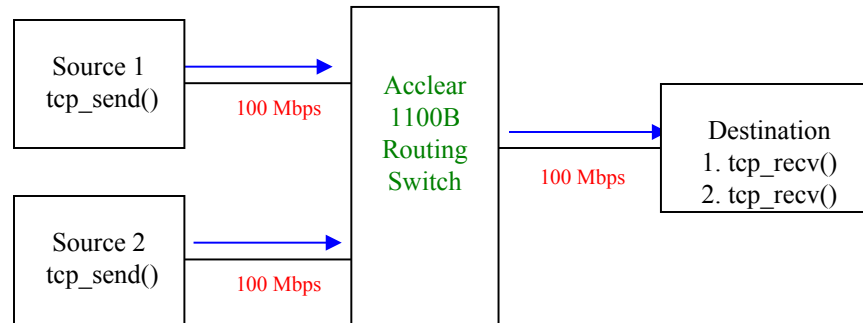 Source 1
tcp_send()
100 Mbps
Acclear
1100B
Routing
Switch
100 Mbps
Destination
1. tcp_recv()
2. tcp_recv()
Source 2
tcp_send()
100 Mbps